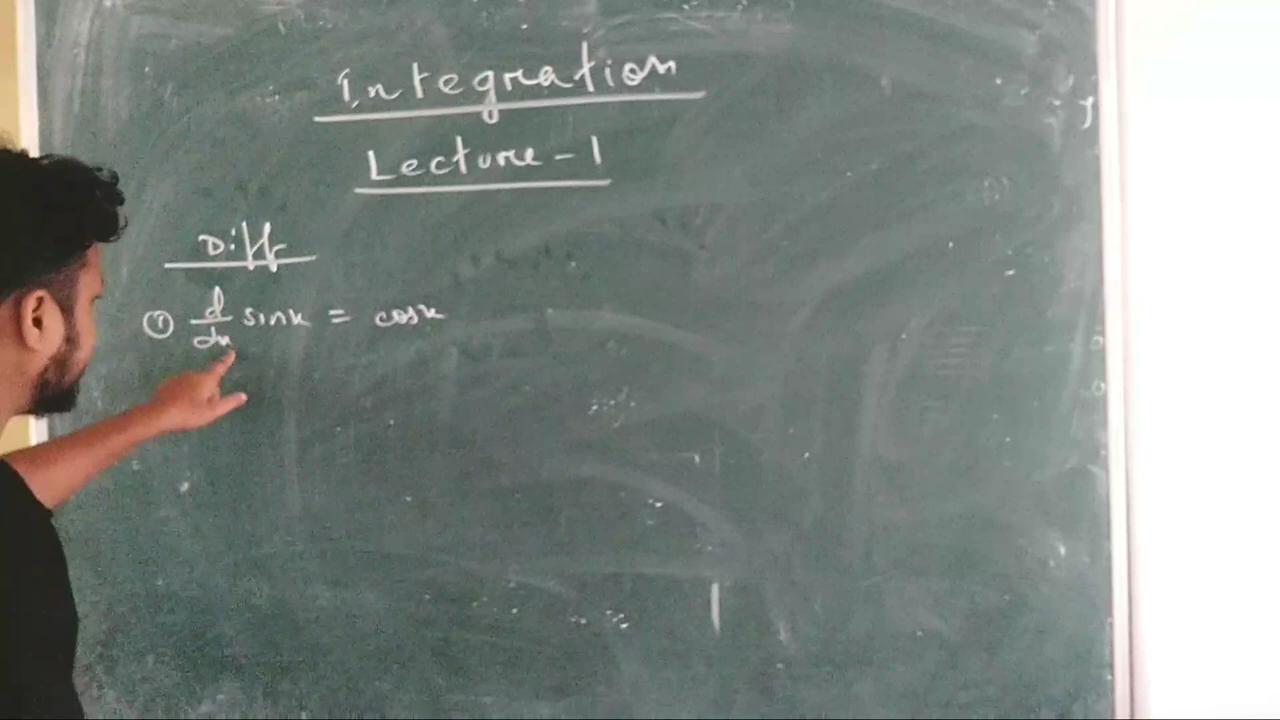 Integration
Lecture - 1
Diff
① d/dx sinx = cosx